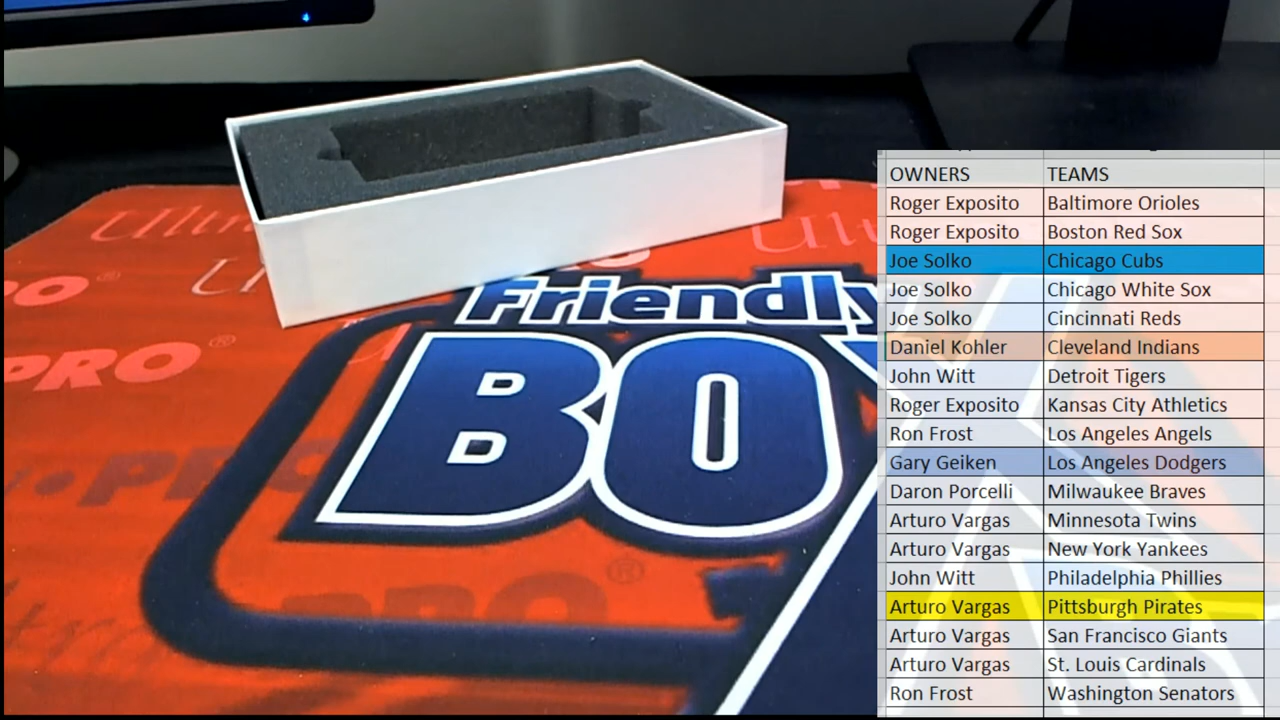 Ultra
Ultra
PRO®
PRO®
Friendly
BO
OWNERS TEAMS
Roger Exposito Baltimore Orioles
Roger Exposito Boston Red Sox
Joe Solko Chicago Cubs
Joe Solko Chicago White Sox
Joe Solko Cincinnati Reds
Daniel Kohler Cleveland Indians
John Witt Detroit Tigers
Roger Exposito Kansas City Athletics
Ron Frost Los Angeles Angels
Gary Geiken Los Angeles Dodgers
Daron Porcelli Milwaukee Braves
Arturo Vargas Minnesota Twins
Arturo Vargas New York Yankees
John Witt Philadelphia Phillies
Arturo Vargas Pittsburgh Pirates
Arturo Vargas San Francisco Giants
Arturo Vargas St. Louis Cardinals
Ron Frost Washington Senators